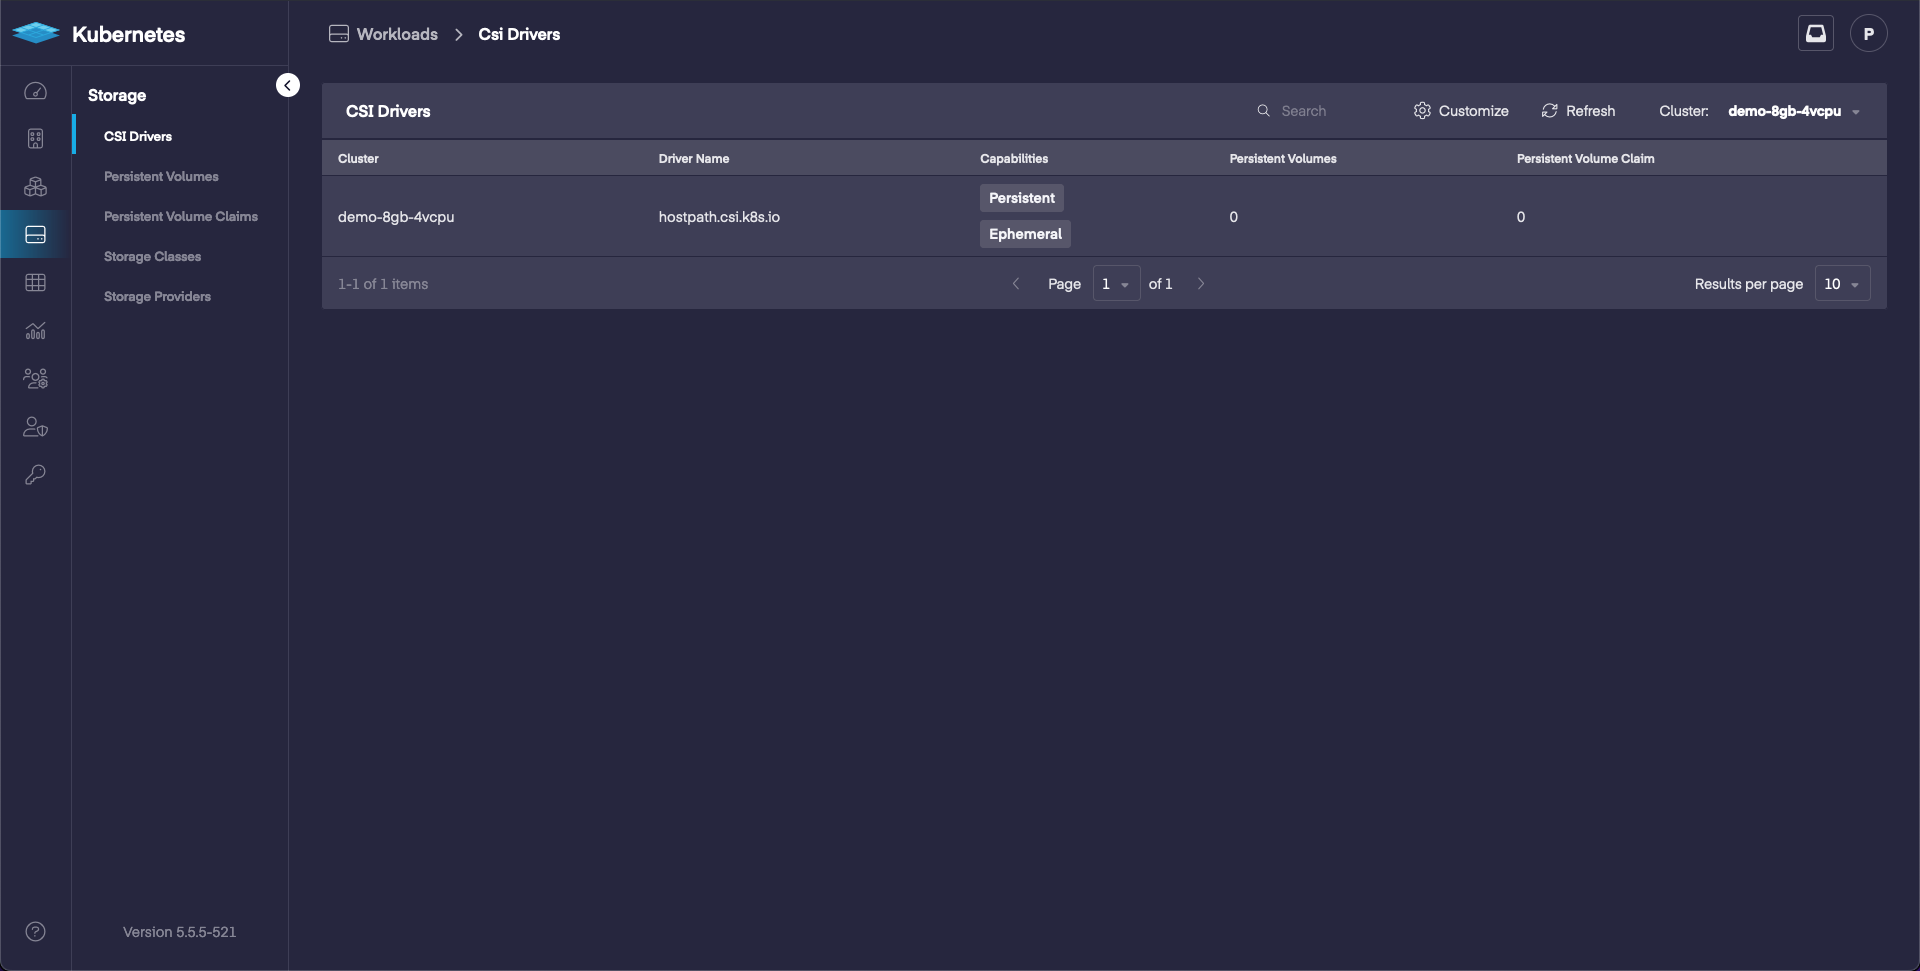 Kubernetes
Workloads > Csi Drivers
P
Storage
CSI Drivers
Persistent Volumes
Persistent Volume Claims
Storage Classes
Storage Providers
Version 5.5.5-521
CSI Drivers Search Customize Refresh Cluster: demo-8gb-4vcpu
Cluster Driver Name Capabilities Persistent Volumes Persistent Volume Claim
demo-8gb-4vcpu hostpath.csi.k8s.io Persistent 0 0
Ephemeral
1-1 of 1 items Page 1 of 1 Results per page 10